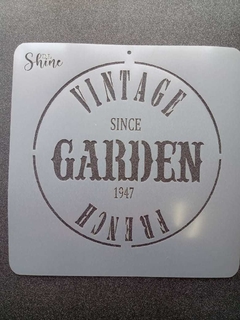 Shine
VINTAGE
SINCE
GARDEN
1947
FRENCH